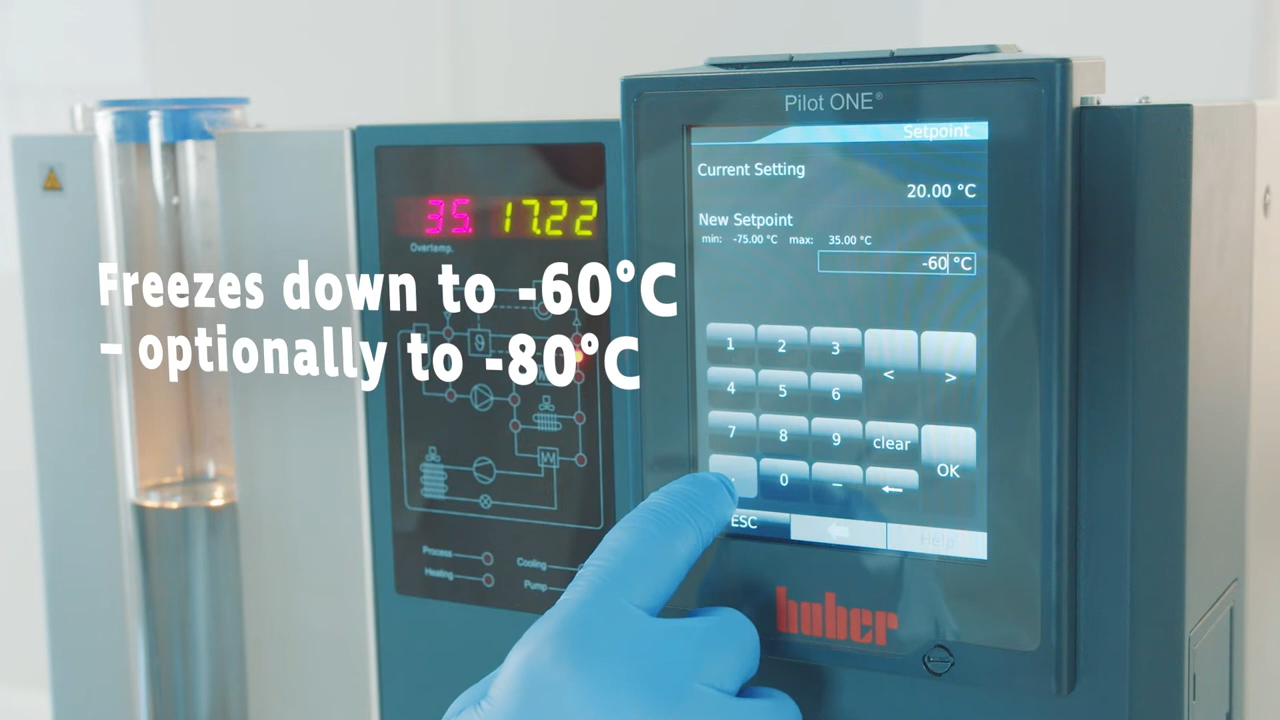 Pilot ONE®
Setpoint
Current Setting
20.00 °C
New Setpoint
min: -75.00 °C max: 35.00 °C
-60 °C
35. 17.22
Overtemp.
Freezes down to -60°C
– optionally to -80°C
1 2 3 < >
4 5 6
7 8 9 clear OK
. 0 – ←
ESC Help
Process
Heating
Cooling
Pump
huber